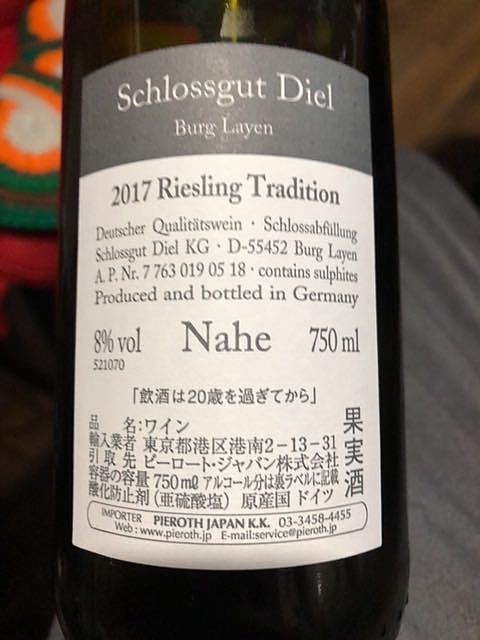 Schlossgut Diel
Burg Layen
2017 Riesling Tradition
Deutscher Qualitätswein · Schlossabfüllung
Schlossgut Diel KG · D-55452 Burg Layen
A. P. Nr. 7 763 019 05 18 · contains sulphites
Produced and bottled in Germany
8% vol Nahe 750 ml
521070
「飲酒は20歳を過ぎてから」
品 名:ワイン
輸入業者 東京都港区港南2-13-31
引取先 ピーロート・ジャパン株式会社
容器の容量 750㎖ アルコール分は裏ラベルに記載
酸化防止剤(亜硫酸塩) 原産国 ドイツ
果実酒
IMPORTER PIEROTH JAPAN K.K. 03-3458-4455
Web : www.pieroth.jp E-mail:service@pieroth.jp